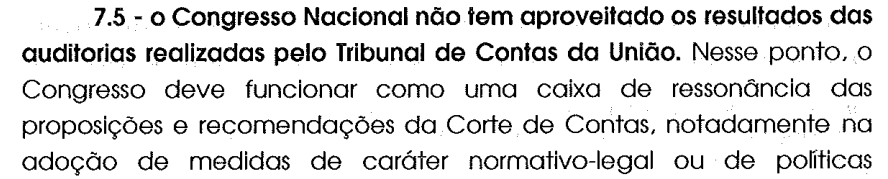 7.5 - o Congresso Nacional não tem aproveitado os resultados das
auditorias realizadas pelo Tribunal de Contas da União. Nesse ponto, o
Congresso deve funcionar como uma caixa de ressonância das
proposições e recomendações da Corte de Contas, notadamente na
adoção de medidas de caráter normativo-legal ou de políticas